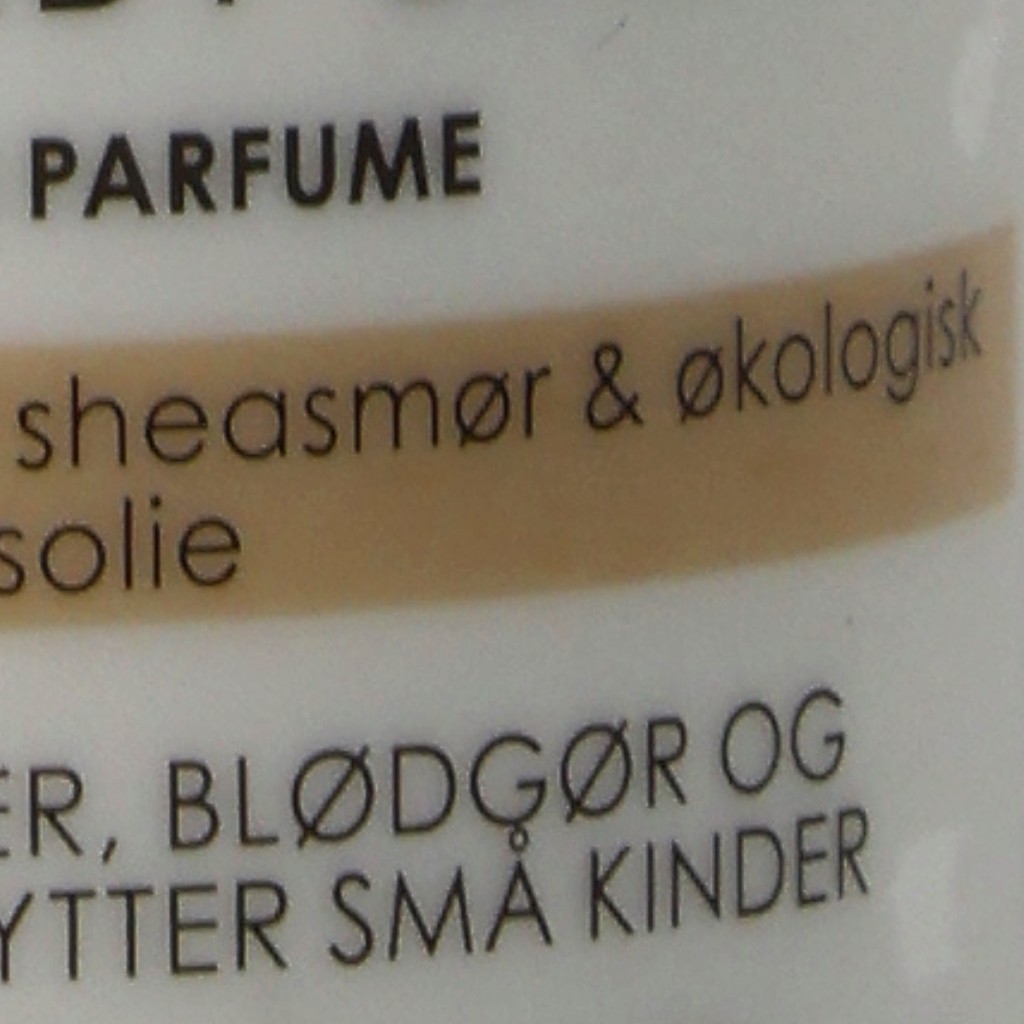 PARFUME
sheasmør & økologisk
solie
ER, BLØDGØR OG
YTTER SMÅ KINDER